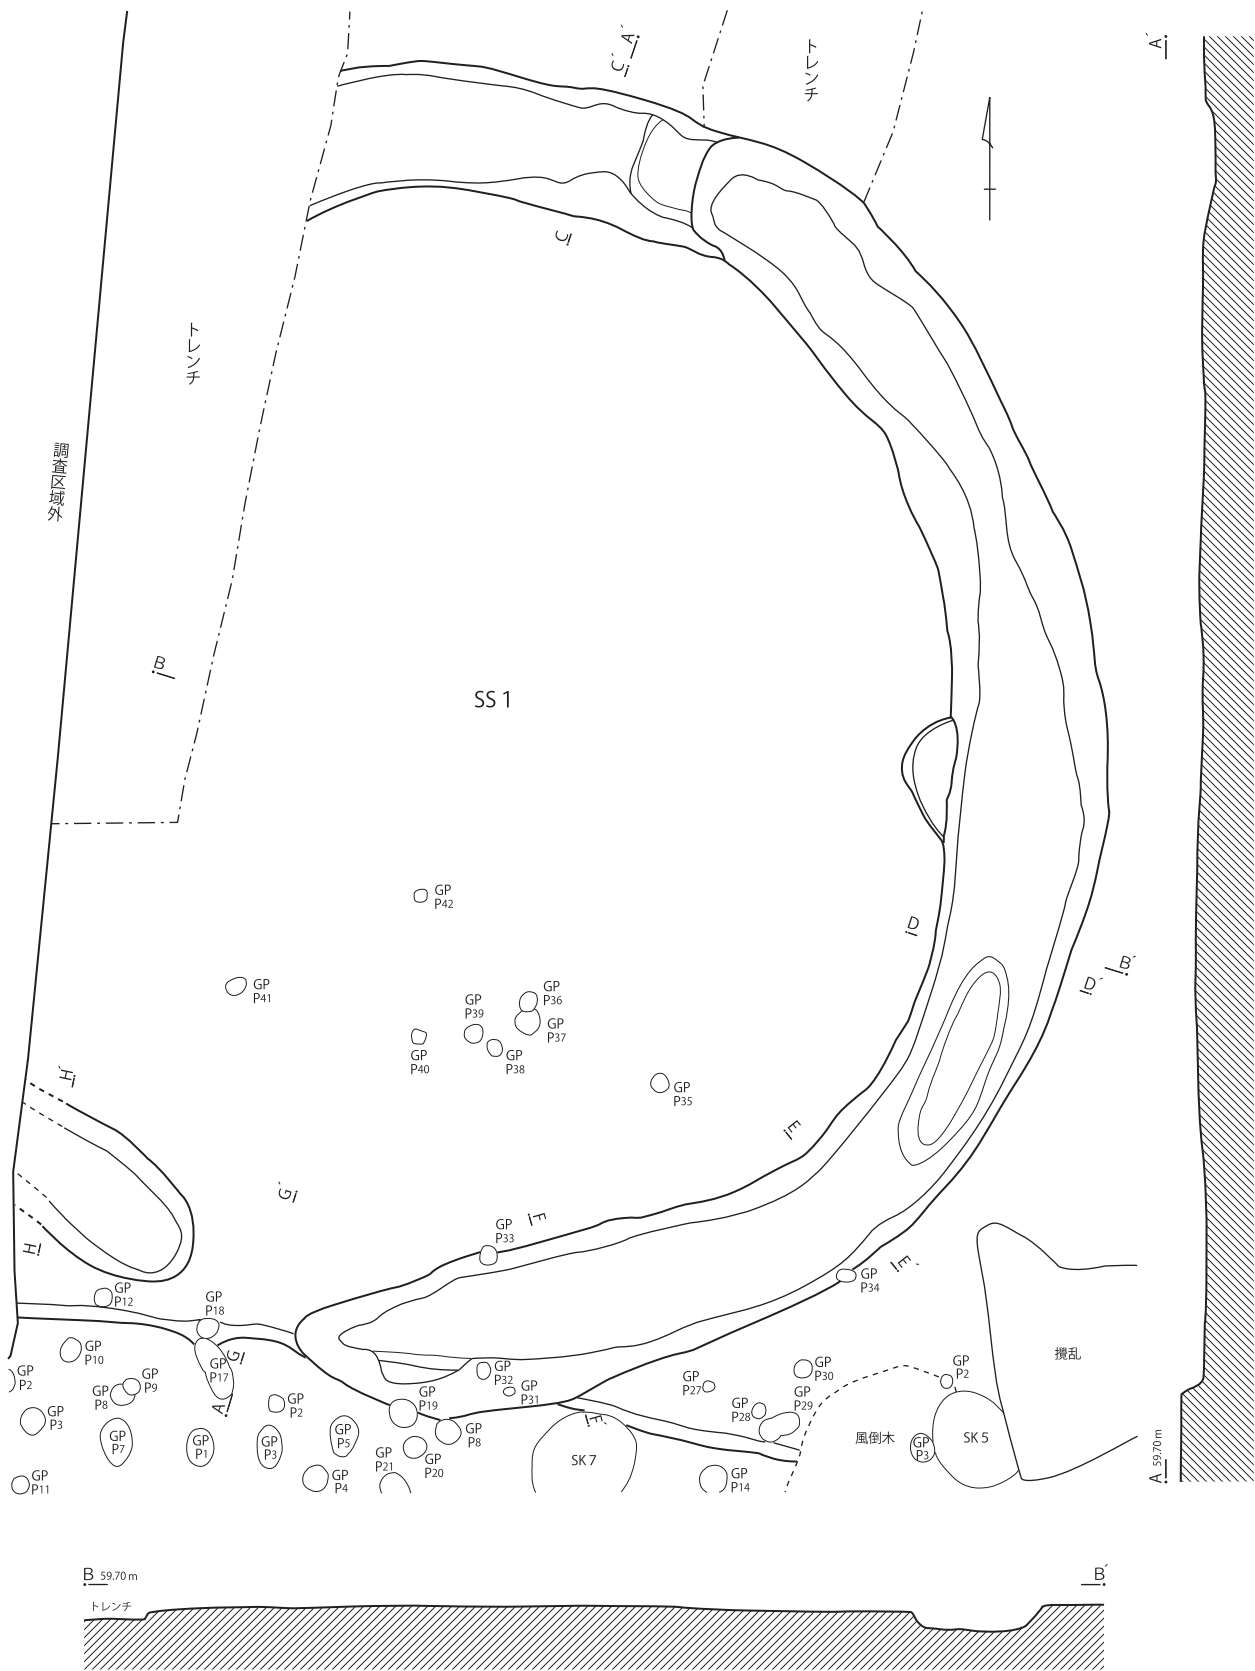 A´
C´
トレンチ
A´
C
トレンチ
調査区域外
B
SS 1
GP
P42
D
B´
D´
GP
P41
GP
P36
GP
P39
GP
P37
GP
P40
GP
P38
H´
GP
P35
E
G´
F
GP
P33
H
E´
GP
P34
GP
P12
GP
P18
G
GP
P10
GP
P17
GP
P32
GP
P30
GP
P2
攪乱
GP
P2
GP
P9
GP
P8
A
GP
P2
GP
P19
GP
P31
GP
P27
GP
P28
GP
P29
GP
P3
GP
P7
GP
P1
GP
P3
GP
P5
GP
P8
F´
風倒木
GP
P3
SK 5
GP
P21
GP
P20
SK 7
GP
P11
GP
P4
GP
P14
A 59.70 m
B 59.70 m
B´
トレンチ